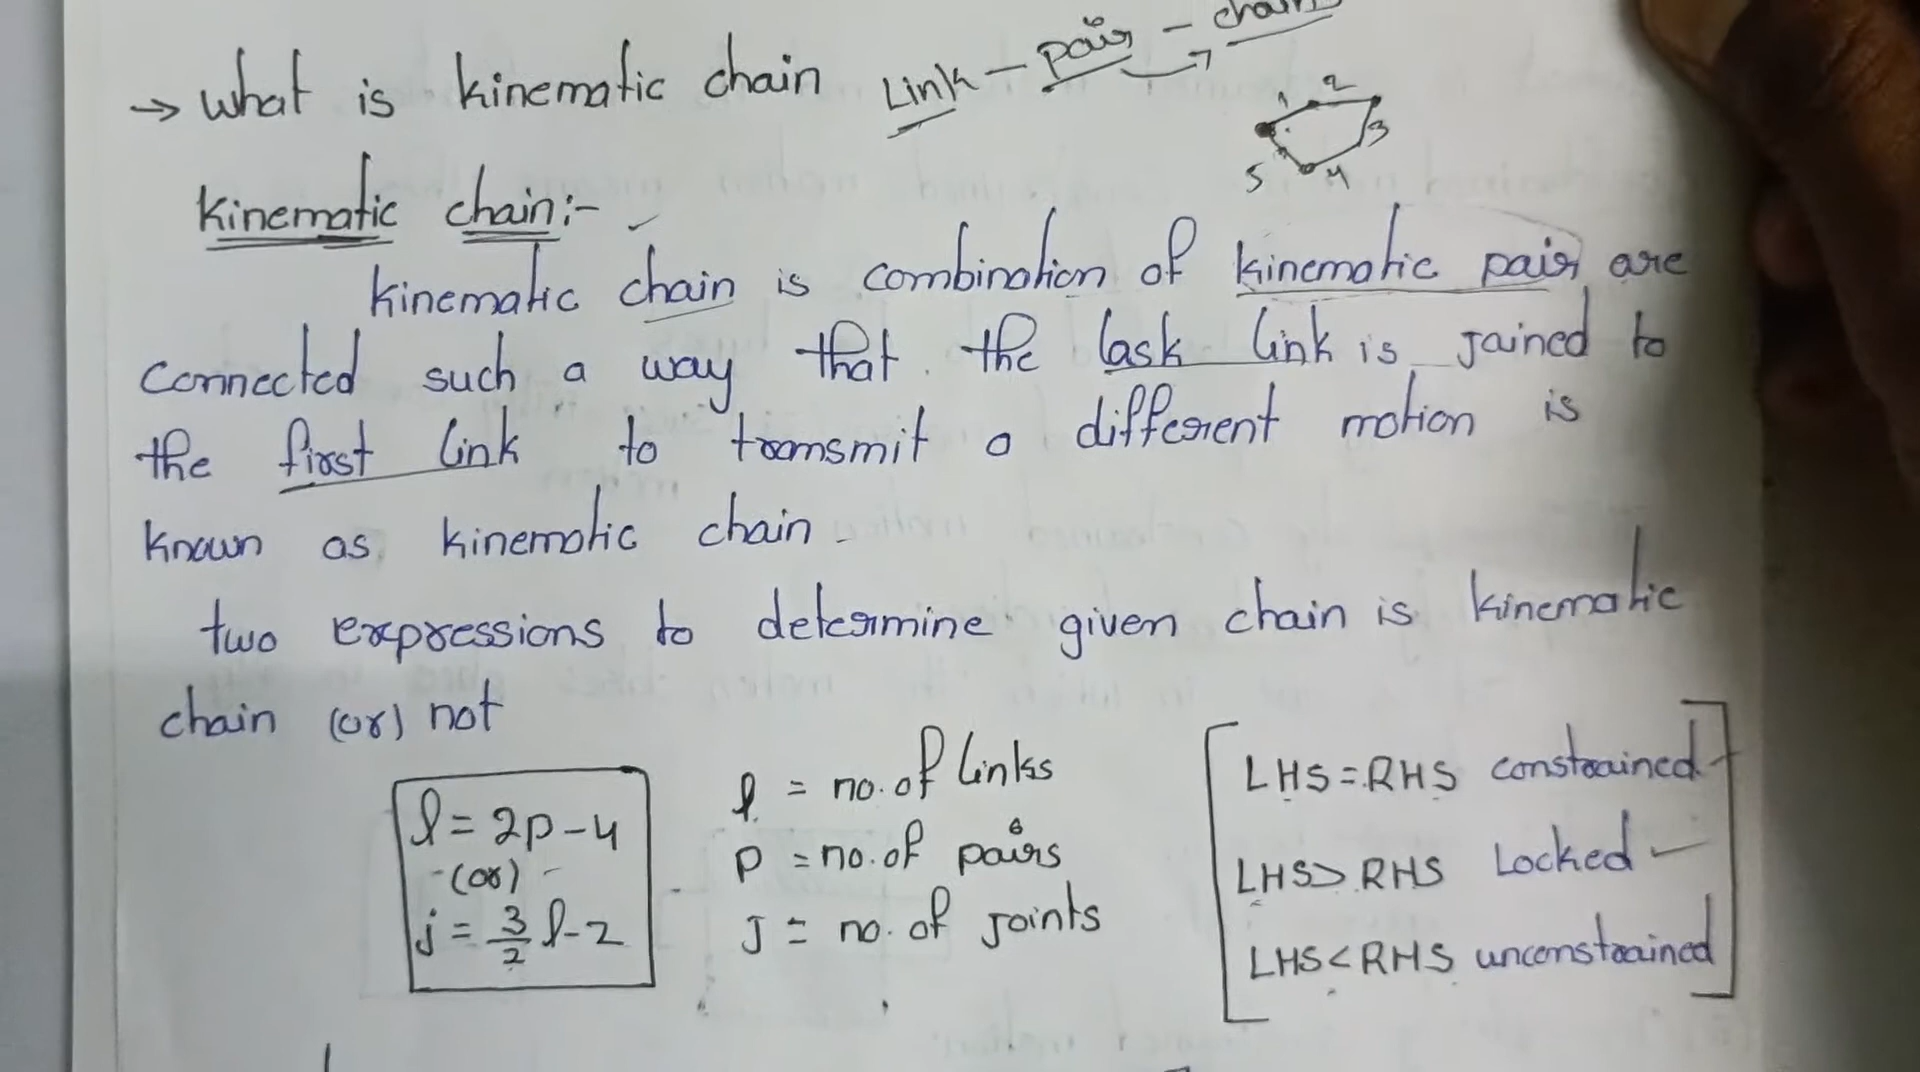 → What is kinematic chain Link - pair - chain
1 2 3 4 5
Kinematic chain:-
Kinematic chain is combination of kinematic pair are
connected such a way that the lask link is joined to
the first link to transmit a different motion is
known as kinematic chain.
two expressions to determine given chain is kinematic
chain (or) not
l = 2p-4
(or)
j = 3/2 l-2
l = no. of links
p = no. of pairs
J = no. of joints
LHS = RHS constrained
LHS > RHS Locked
LHS < RHS unconstrained